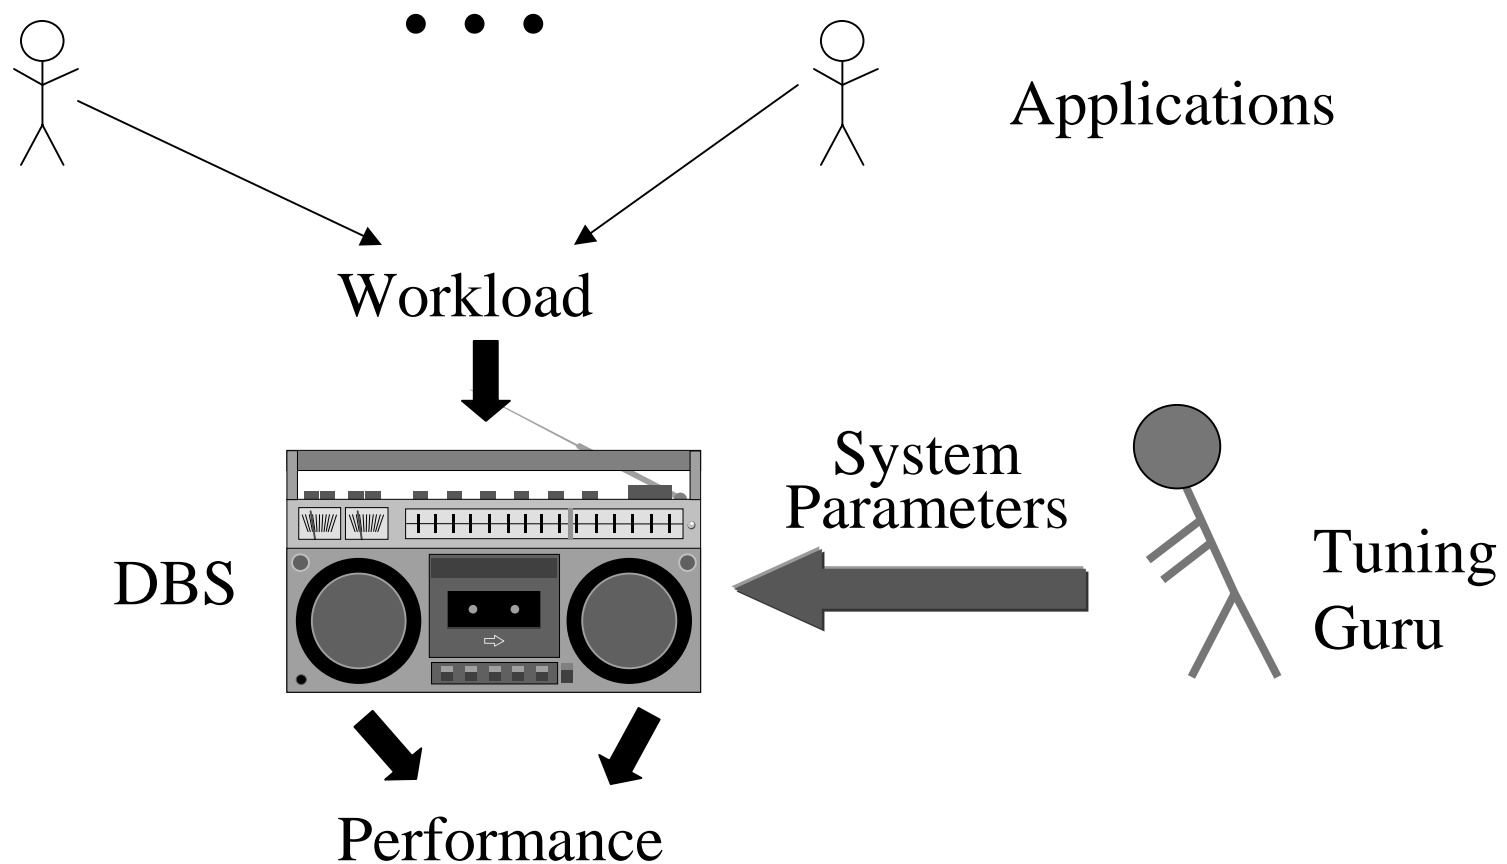 Applications
Workload
System
Parameters
DBS
Tuning
Guru
Performance